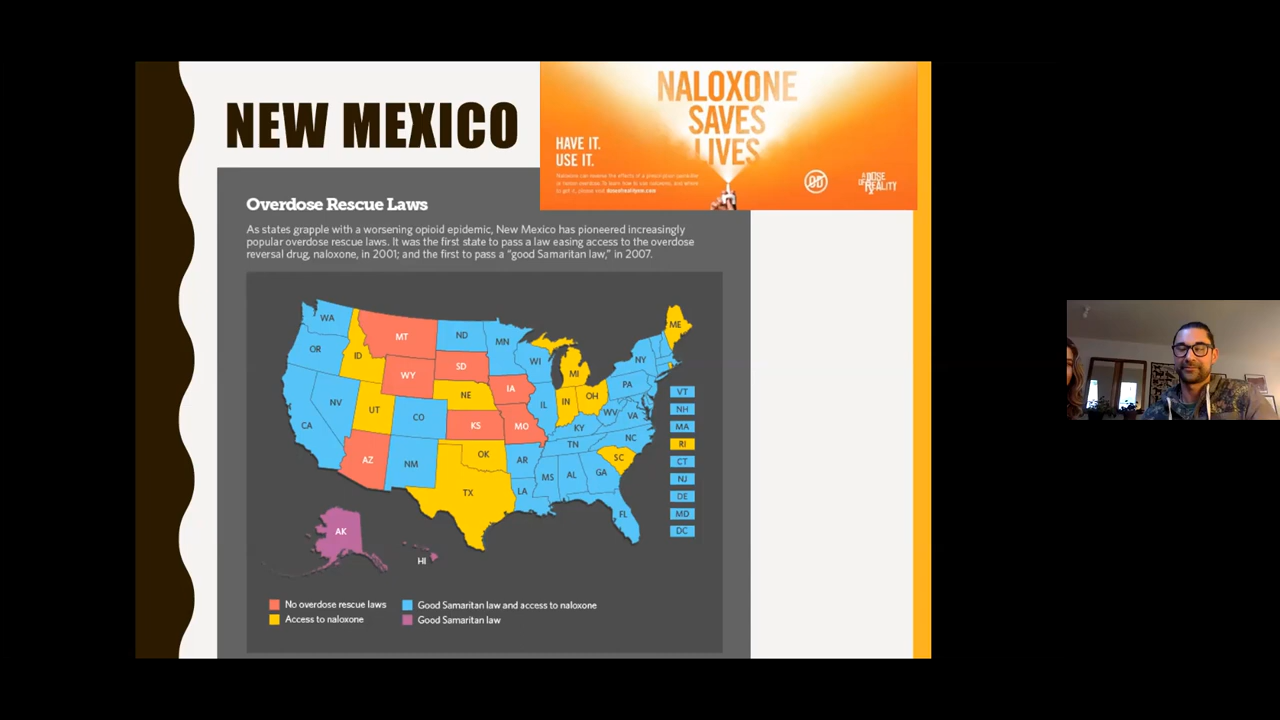 NEW MEXICO
NALOXONE
SAVES
LIVES
HAVE IT.
USE IT.
OD
A DOSE
OF REALITY
Overdose Rescue Laws
As states grapple with a worsening opioid epidemic, New Mexico has pioneered increasingly
popular overdose rescue laws. It was the first state to pass a law easing access to the overdose
reversal drug, naloxone, in 2001; and the first to pass a “good Samaritan law,” in 2007.
WA
MT
ND
MN
ME
OR
ID
WY
SD
WI
MI
NY
NV
UT
CO
NE
IA
IL
IN
OH
PA
CA
AZ
NM
KS
MO
KY
WV
VA
OK
AR
TN
NC
TX
LA
MS
AL
GA
SC
FL
AK
HI
VT
NH
MA
RI
CT
NJ
DE
MD
DC
No overdose rescue laws
Good Samaritan law and access to naloxone
Access to naloxone
Good Samaritan law